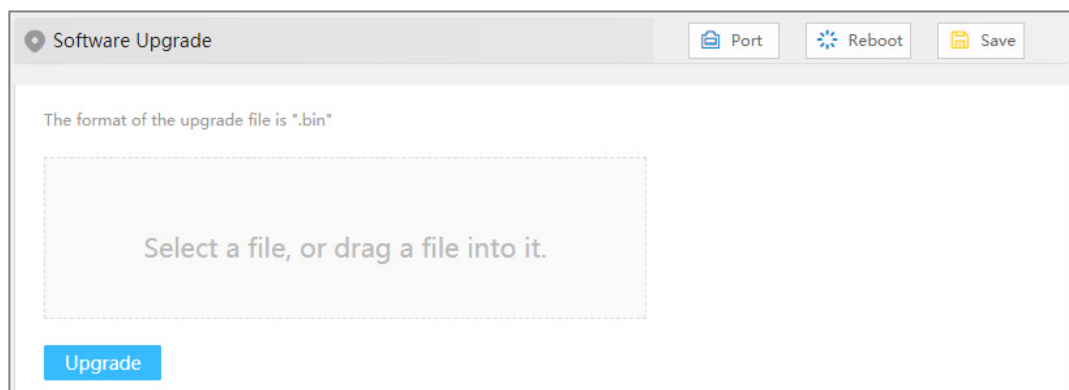 Software Upgrade
Port
Reboot
Save
The format of the upgrade file is ".bin"
Select a file, or drag a file into it.
Upgrade